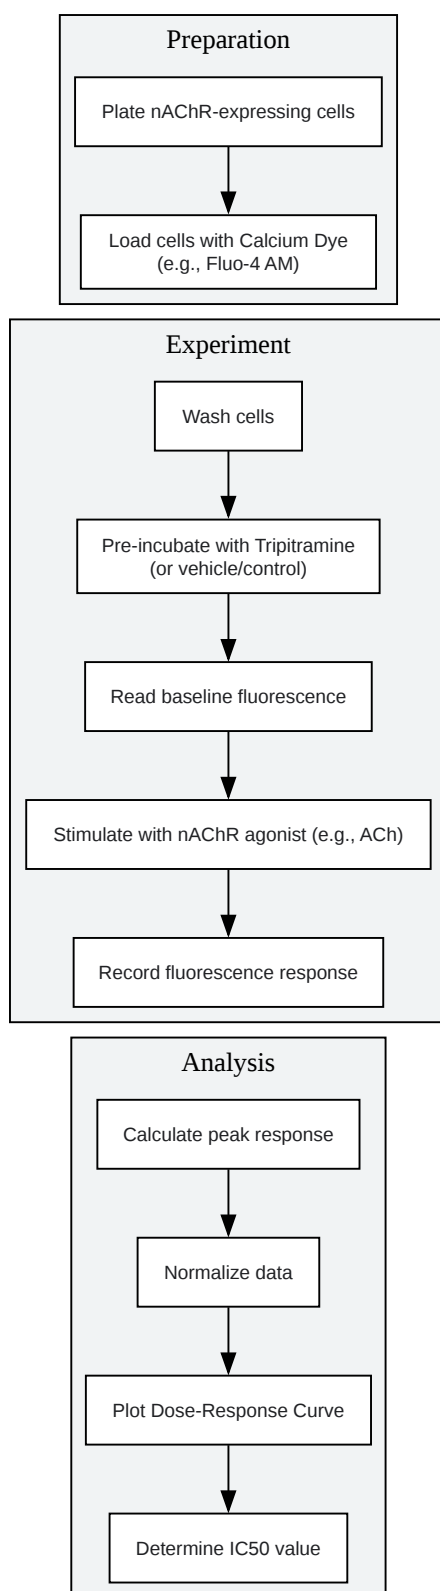 Preparation
Plate nAChR-expressing cells
Load cells with Calcium Dye
(e.g., Fluo-4 AM)
Experiment
Wash cells
Pre-incubate with Tripitramine
(or vehicle/control)
Read baseline fluorescence
Stimulate with nAChR agonist (e.g., ACh)
Record fluorescence response
Analysis
Calculate peak response
Normalize data
Plot Dose-Response Curve
Determine IC50 value